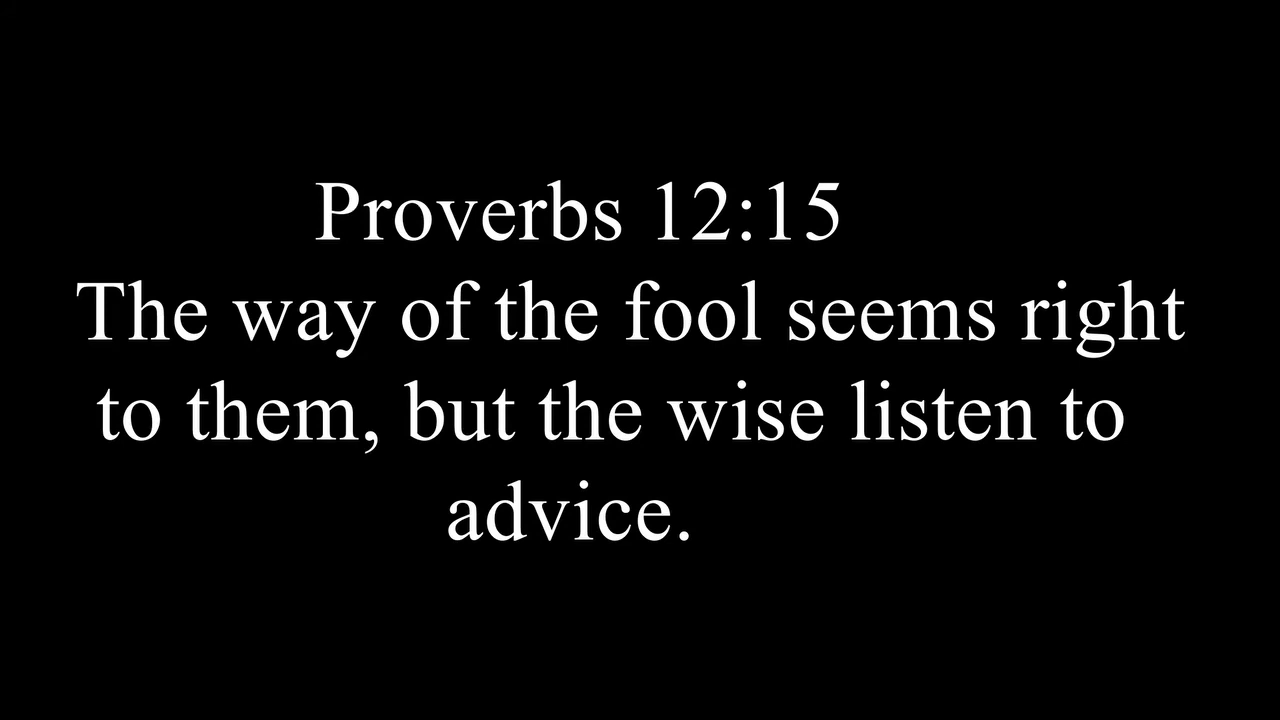 Proverbs 12:15
The way of the fool seems right
to them, but the wise listen to
advice.